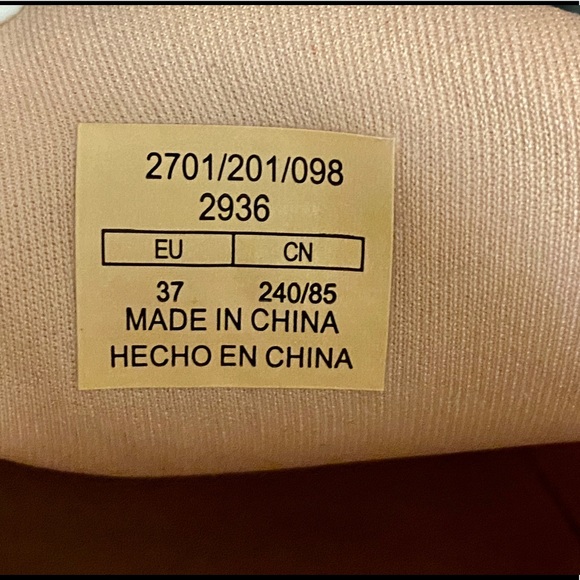 2701/201/098
2936
EU CN
37 240/85
MADE IN CHINA
HECHO EN CHINA